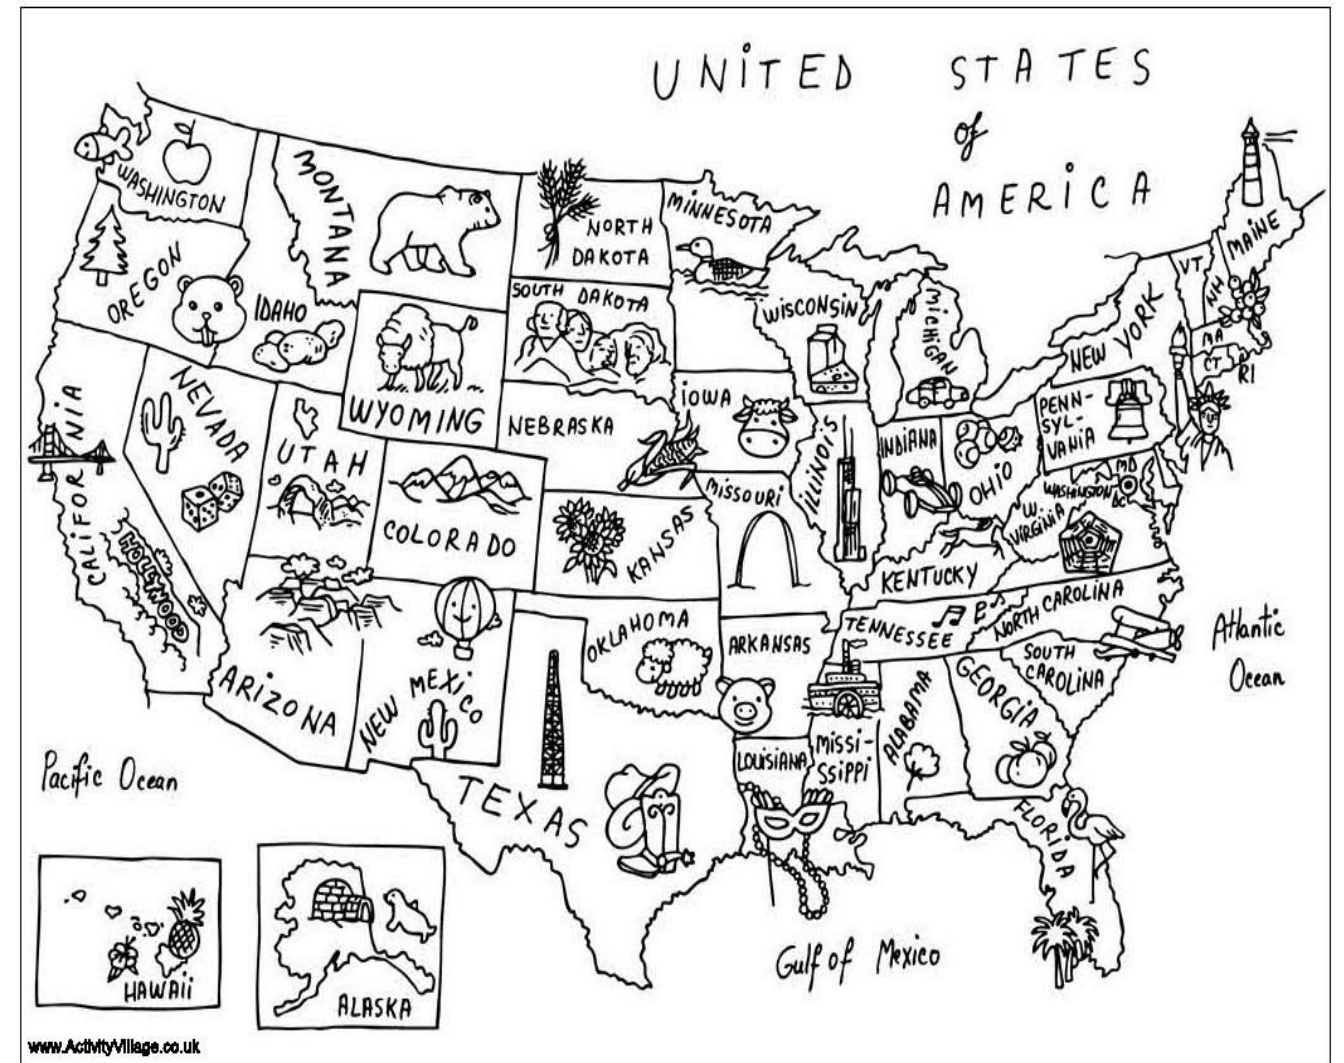 UNITED STATES
of
AMERICA
WASHINGTON
MONTANA
NORTH
DAKOTA
MINNESOTA
MAINE
OREGON
IDAHO
SOUTH DAKOTA
WISCONSIN
MICHIGAN
VT
NH
NEW YORK
MA
CT
RI
CALIFORNIA
NEVADA
UTAH
WYOMING
NEBRASKA
IOWA
ILLINOIS
INDIANA
OHIO
PENN-
SYL-
VANIA
MD
WASHINGTON
DC
W.
VIRGINIA
HOLLYWOOD
COLORADO
KANSAS
MISSOURI
KENTUCKY
ARIZONA
NEW MEXICO
OKLAHOMA
ARKANSAS
TENNESSEE
NORTH CAROLINA
SOUTH
CAROLINA
Atlantic
Ocean
TEXAS
LOUISIANA
MISSI-
SSIPPI
ALABAMA
GEORGIA
FLORIDA
Pacific Ocean
Gulf of Mexico
HAWAII
ALASKA
www.ActivityVillage.co.uk